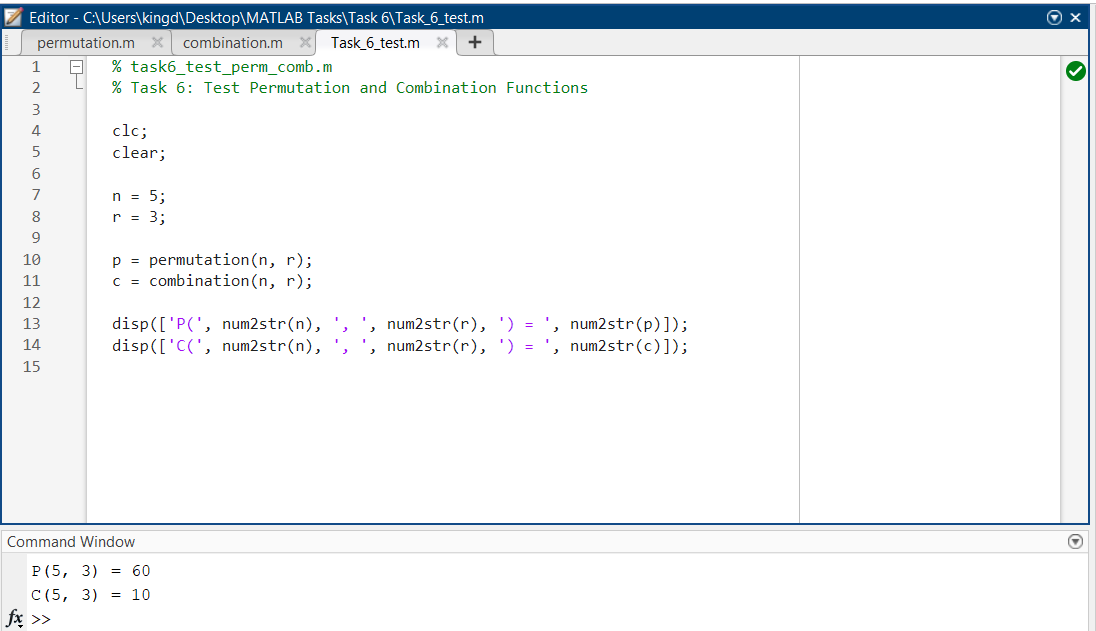 Editor - C:\Users\kingd\Desktop\MATLAB Tasks\Task 6\Task_6_test.m
permutation.m combination.m Task_6_test.m +
1 % task6_test_perm_comb.m
2 % Task 6: Test Permutation and Combination Functions
3
4 clc;
5 clear;
6
7 n = 5;
8 r = 3;
9
10 p = permutation(n, r);
11 c = combination(n, r);
12
13 disp(['P(', num2str(n), ', ', num2str(r), ') = ', num2str(p)]);
14 disp(['C(', num2str(n), ', ', num2str(r), ') = ', num2str(c)]);
15
Command Window
P(5, 3) = 60
C(5, 3) = 10
fx >>